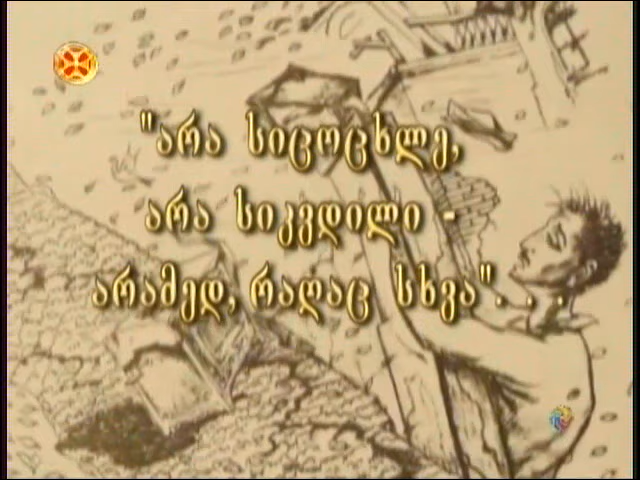 "არა სიცოცხლე,
არა სიკვდილი -
არამედ, რაღაც სხვა". . .